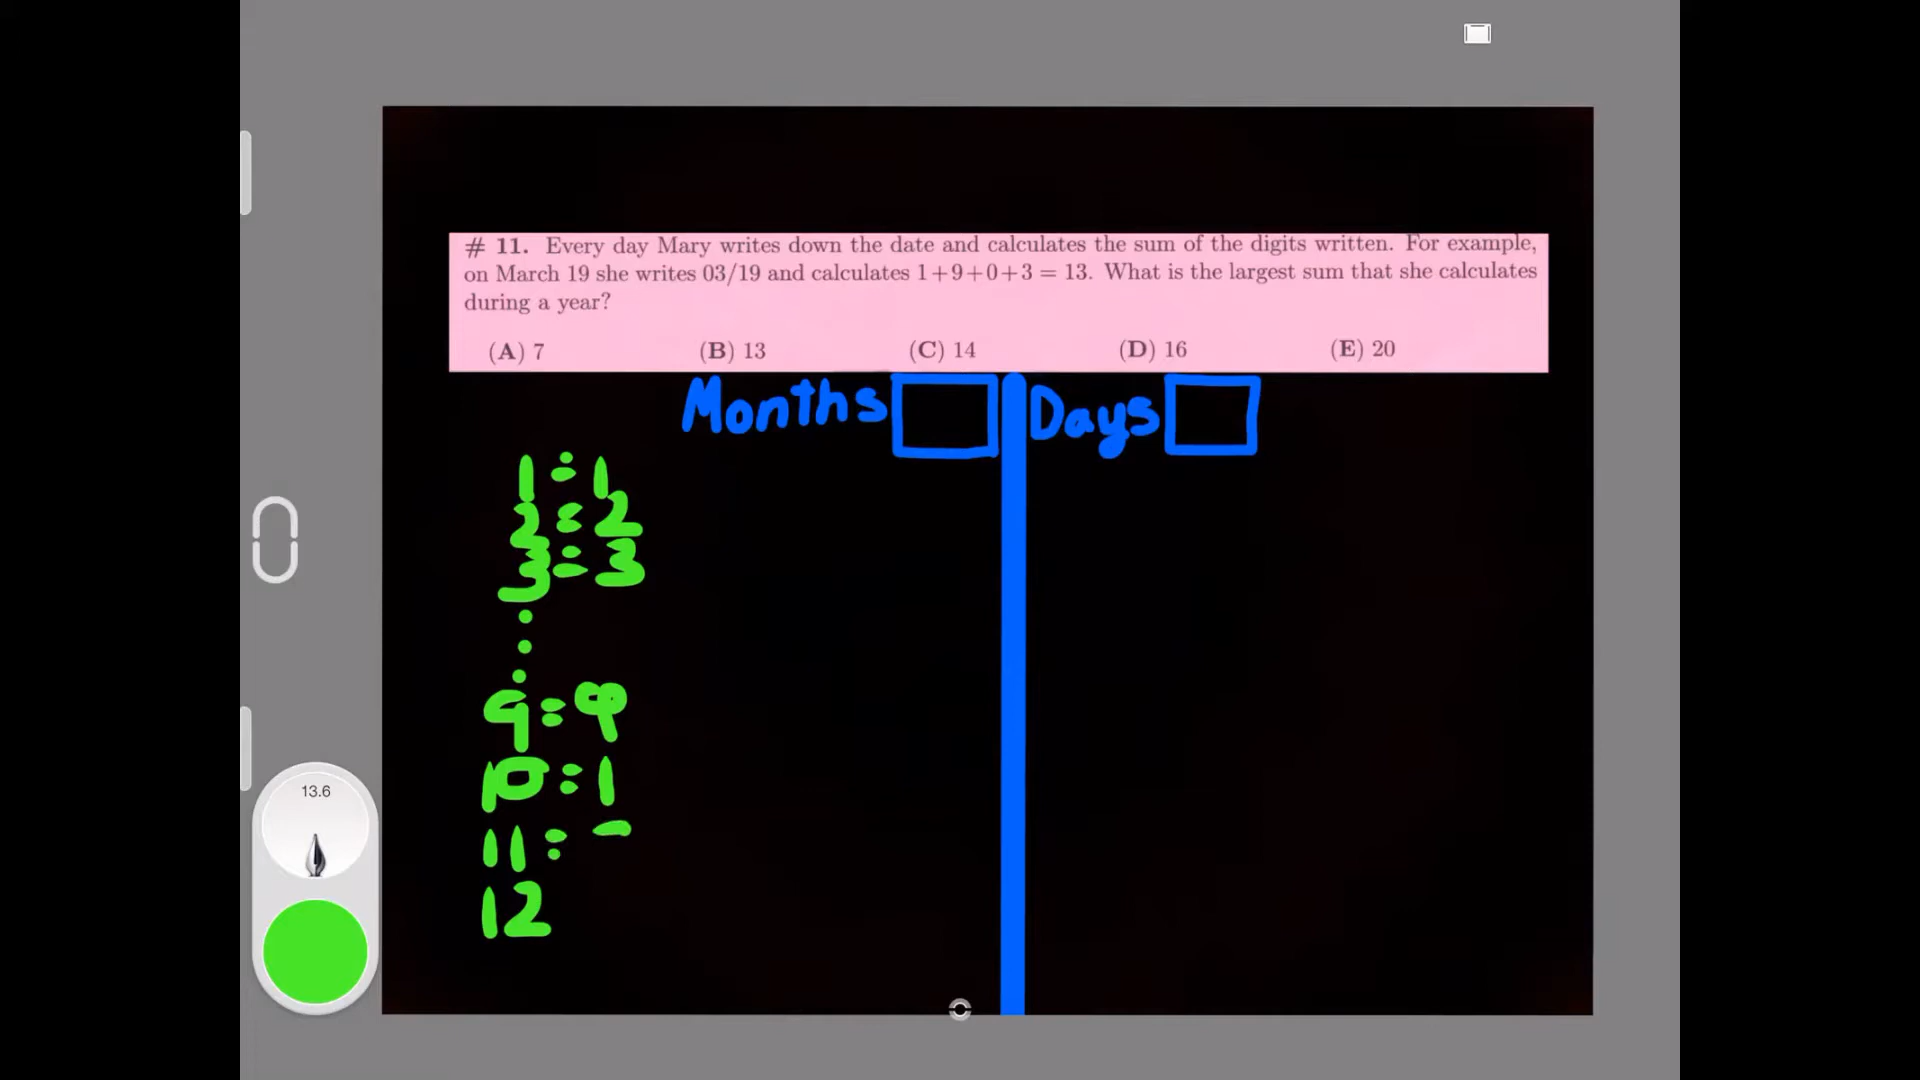 # 11. Every day Mary writes down the date and calculates the sum of the digits written. For example,
on March 19 she writes 03/19 and calculates 1+9+0+3 = 13. What is the largest sum that she calculates
during a year?
(A) 7 (B) 13 (C) 14 (D) 16 (E) 20
Months Days
1 : 1
2 : 2
3 : 3
9 : 9
10 : 1
11 :
12
13.6